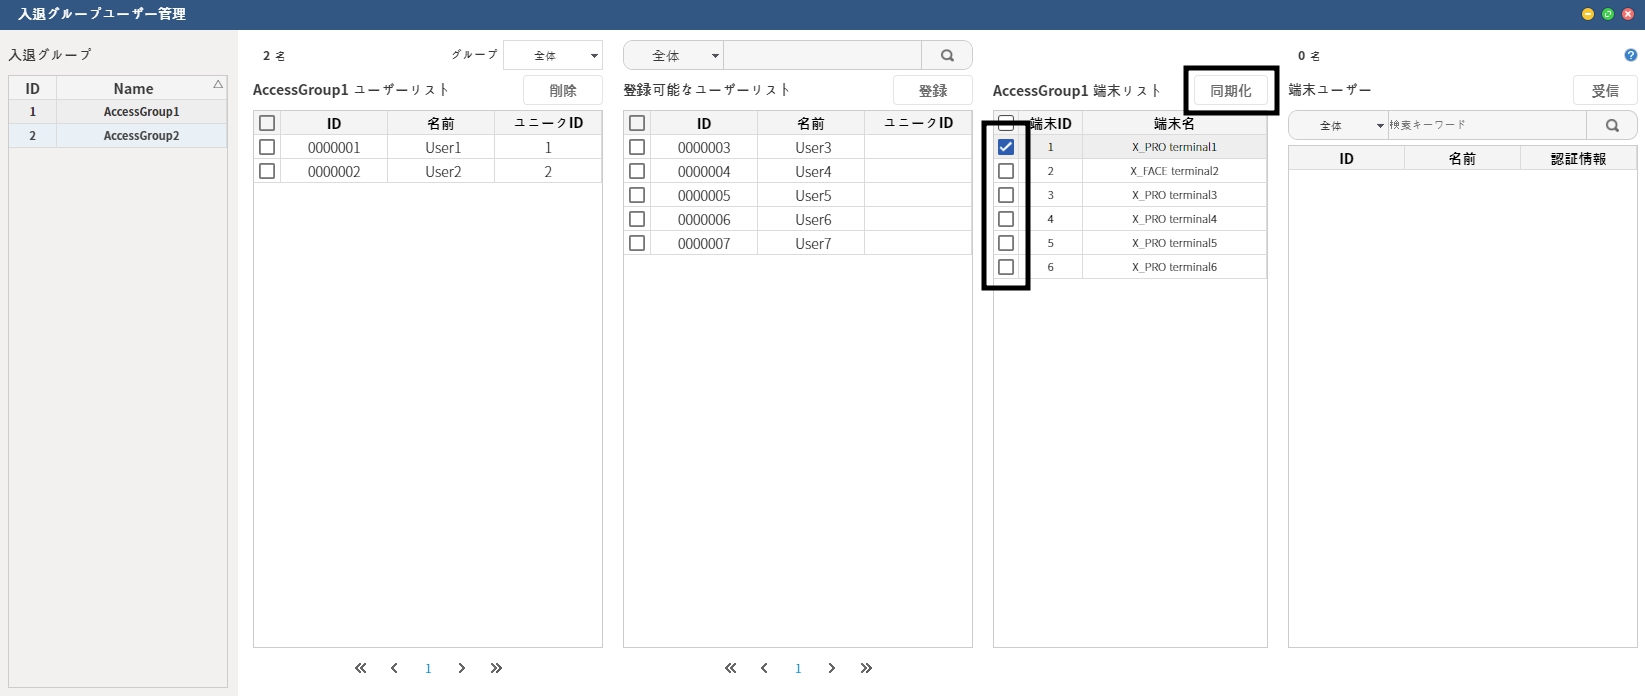 入退グループユーザー管理
入退グループ
ID Name
1 AccessGroup1
2 AccessGroup2
2 名 グループ 全体
AccessGroup1 ユーザーリスト 削除
ID 名前 ユニークID
0000001 User1 1
0000002 User2 2
1
全体
登録可能なユーザーリスト 登録
ID 名前 ユニークID
0000003 User3
0000004 User4
0000005 User5
0000006 User6
0000007 User7
1
AccessGroup1 端末リスト 同期化
端末ID 端末名
1 X_PRO terminal1
2 X_FACE terminal2
3 X_PRO terminal3
4 X_PRO terminal4
5 X_PRO terminal5
6 X_PRO terminal6
0 名 ?
端末ユーザー 受信
全体 検索キーワード
ID 名前 認証情報